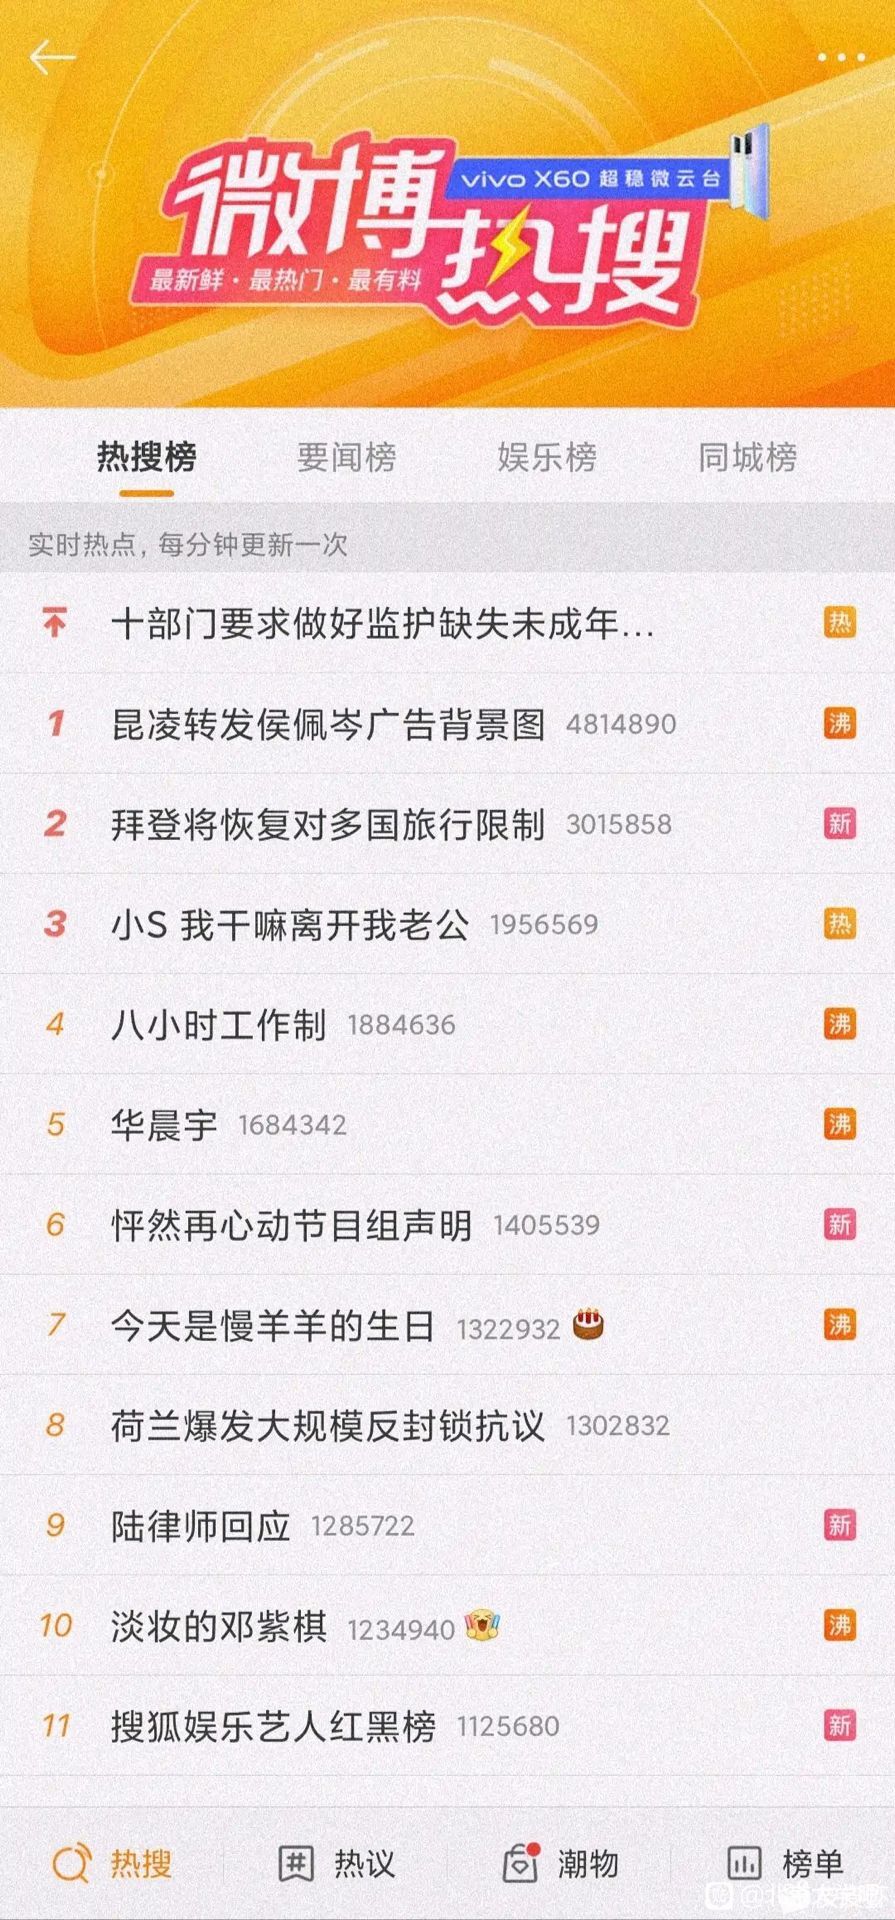 微博热搜
vivo X60 超稳微云台
最新鲜·最热门·最有料
热搜榜 要闻榜 娱乐榜 同城榜
实时热点，每分钟更新一次
十部门要求做好监护缺失未成年... 热
1 昆凌转发侯佩岑广告背景图 4814890 沸
2 拜登将恢复对多国旅行限制 3015858 新
3 小S 我干嘛离开我老公 1956569 热
4 八小时工作制 1884636 沸
5 华晨宇 1684342 沸
6 怦然再心动节目组声明 1405539 新
7 今天是慢羊羊的生日 1322932 沸
8 荷兰爆发大规模反封锁抗议 1302832
9 陆律师回应 1285722 新
10 淡妆的邓紫棋 1234940 沸
11 搜狐娱乐艺人红黑榜 1125680 新
热搜 热议 潮物 榜单